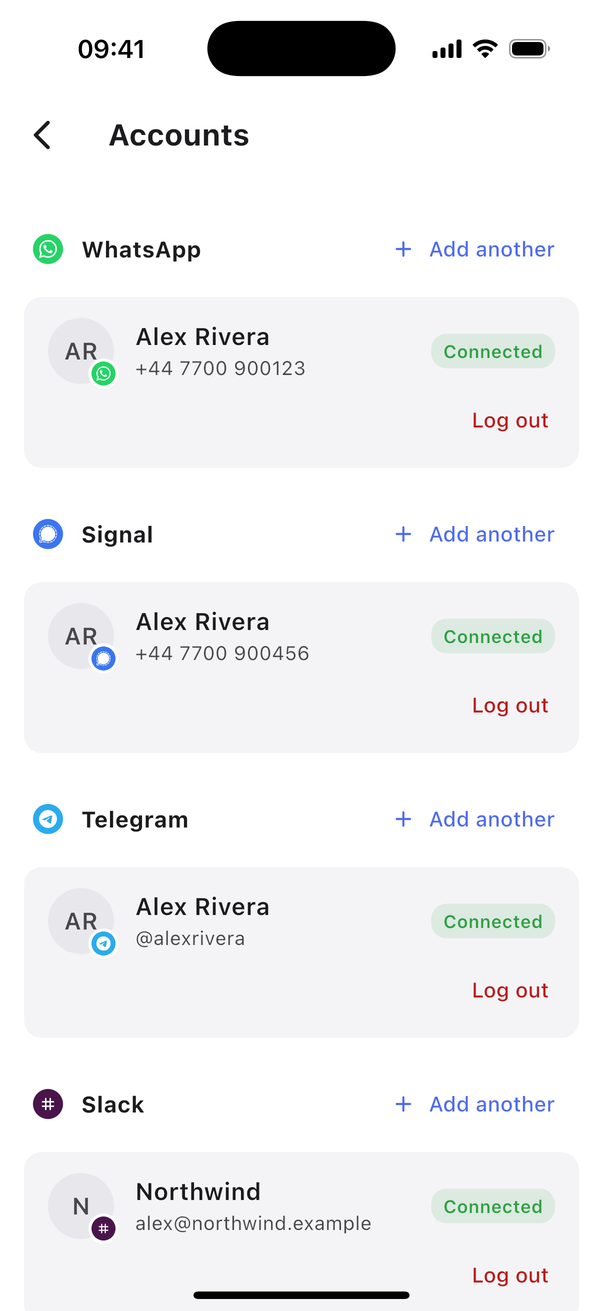 09:41
Accounts
WhatsApp
+ Add another
AR
Alex Rivera
+44 7700 900123
Connected
Log out
Signal
+ Add another
AR
Alex Rivera
+44 7700 900456
Connected
Log out
Telegram
+ Add another
AR
Alex Rivera
@alexrivera
Connected
Log out
Slack
+ Add another
N
Northwind
alex@northwind.example
Connected
Log out